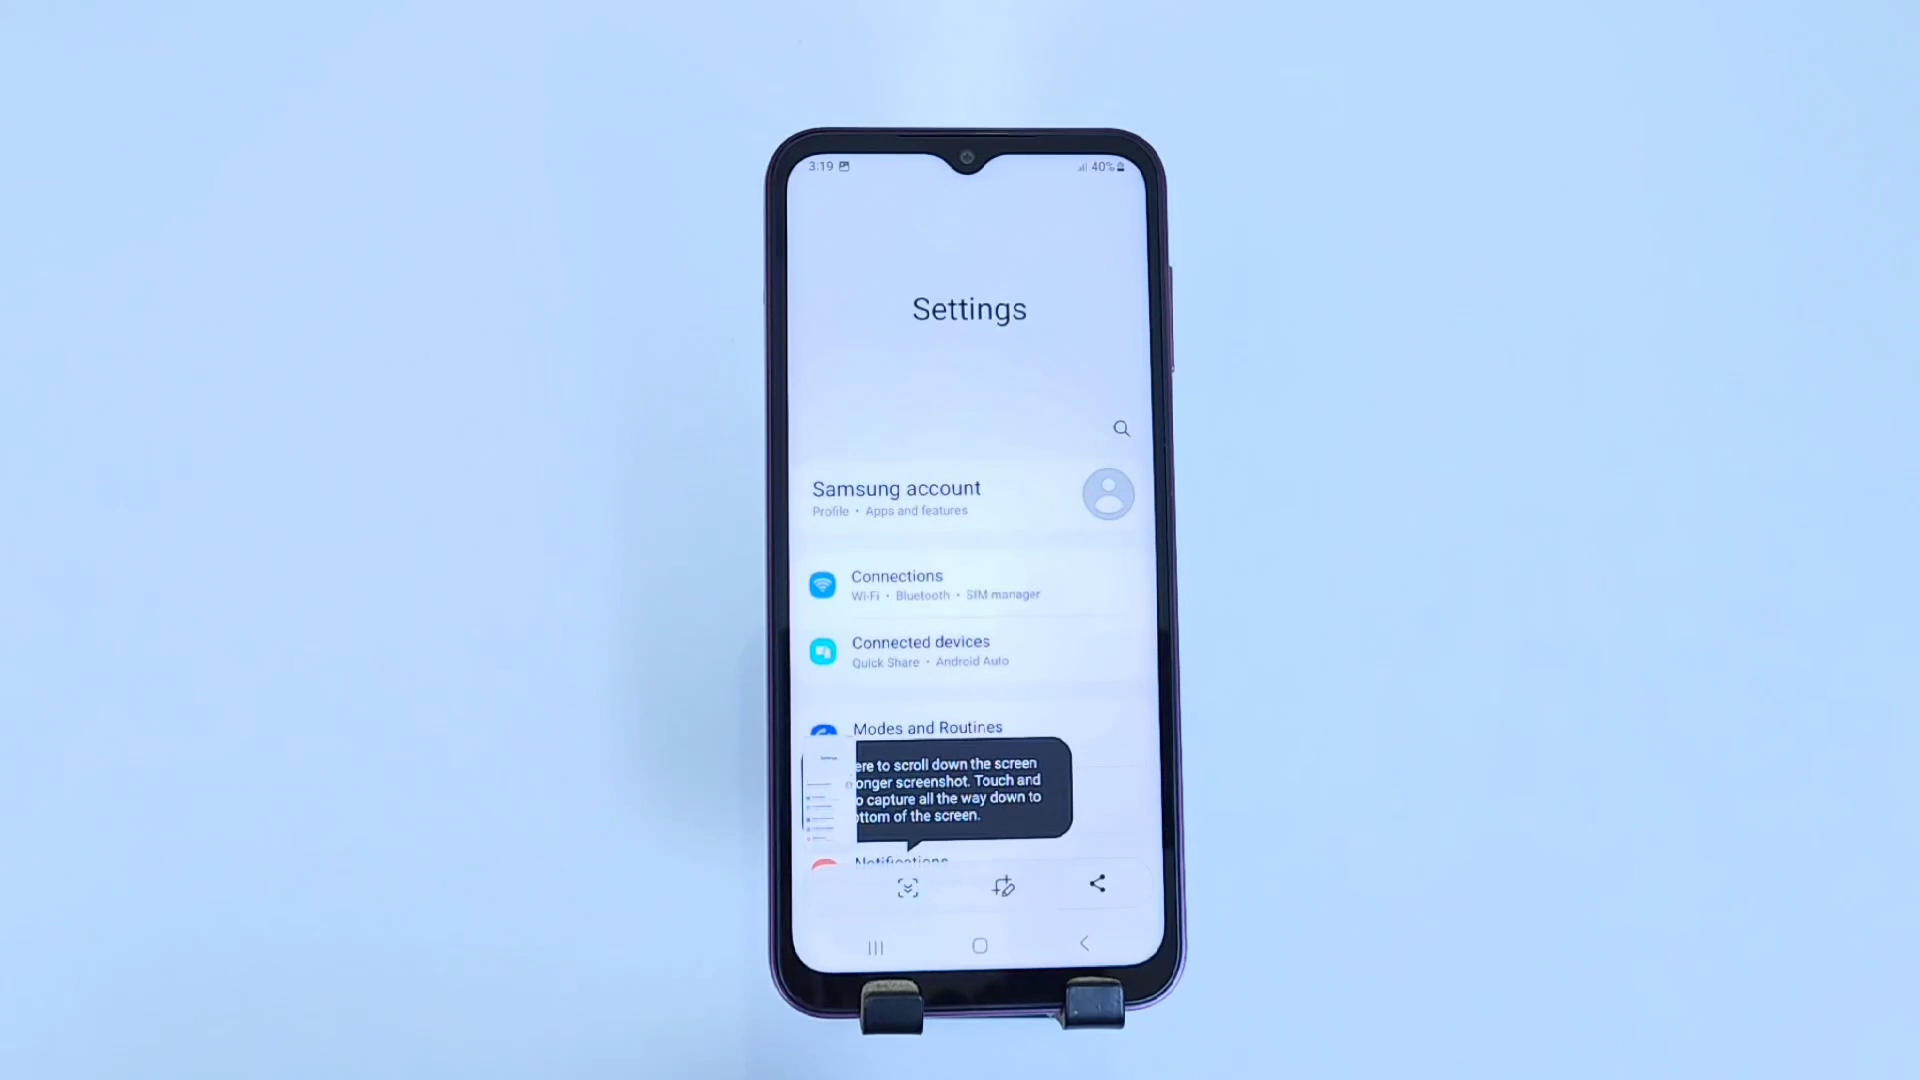 3:19
40%
Settings
Samsung account
Profile • Apps and features
Connections
Wi-Fi • Bluetooth • SIM manager
Connected devices
Quick Share • Android Auto
Modes and Routines
ere to scroll down the screen
onger screenshot. Touch and
o capture all the way down to
ottom of the screen.
Notifications